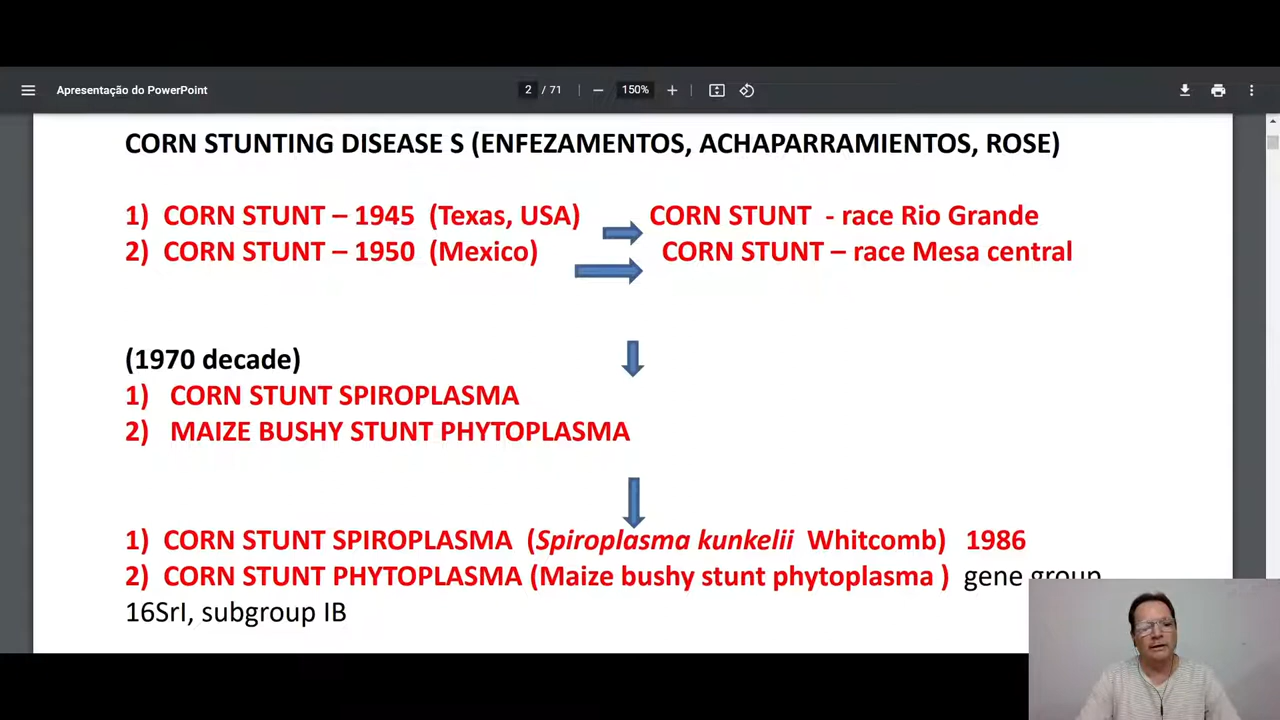 Apresentação do PowerPoint
2 / 71
150%
CORN STUNTING DISEASE S (ENFEZAMENTOS, ACHAPARRAMIENTOS, ROSE)
1) CORN STUNT – 1945 (Texas, USA) CORN STUNT - race Rio Grande
2) CORN STUNT – 1950 (Mexico) CORN STUNT – race Mesa central
(1970 decade)
1) CORN STUNT SPIROPLASMA
2) MAIZE BUSHY STUNT PHYTOPLASMA
1) CORN STUNT SPIROPLASMA (Spiroplasma kunkelii Whitcomb) 1986
2) CORN STUNT PHYTOPLASMA (Maize bushy stunt phytoplasma ) gene group
16SrI, subgroup IB